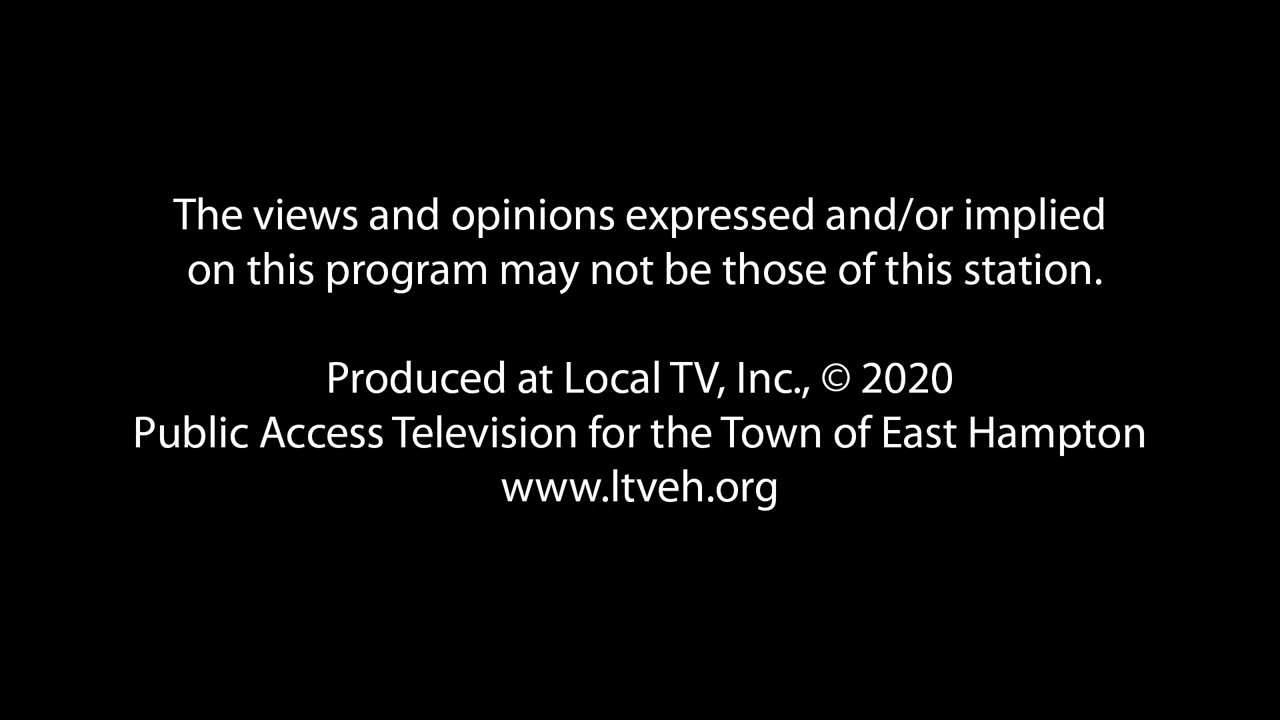 The views and opinions expressed and/or implied
on this program may not be those of this station.
Produced at Local TV, Inc., © 2020
Public Access Television for the Town of East Hampton
www.ltveh.org